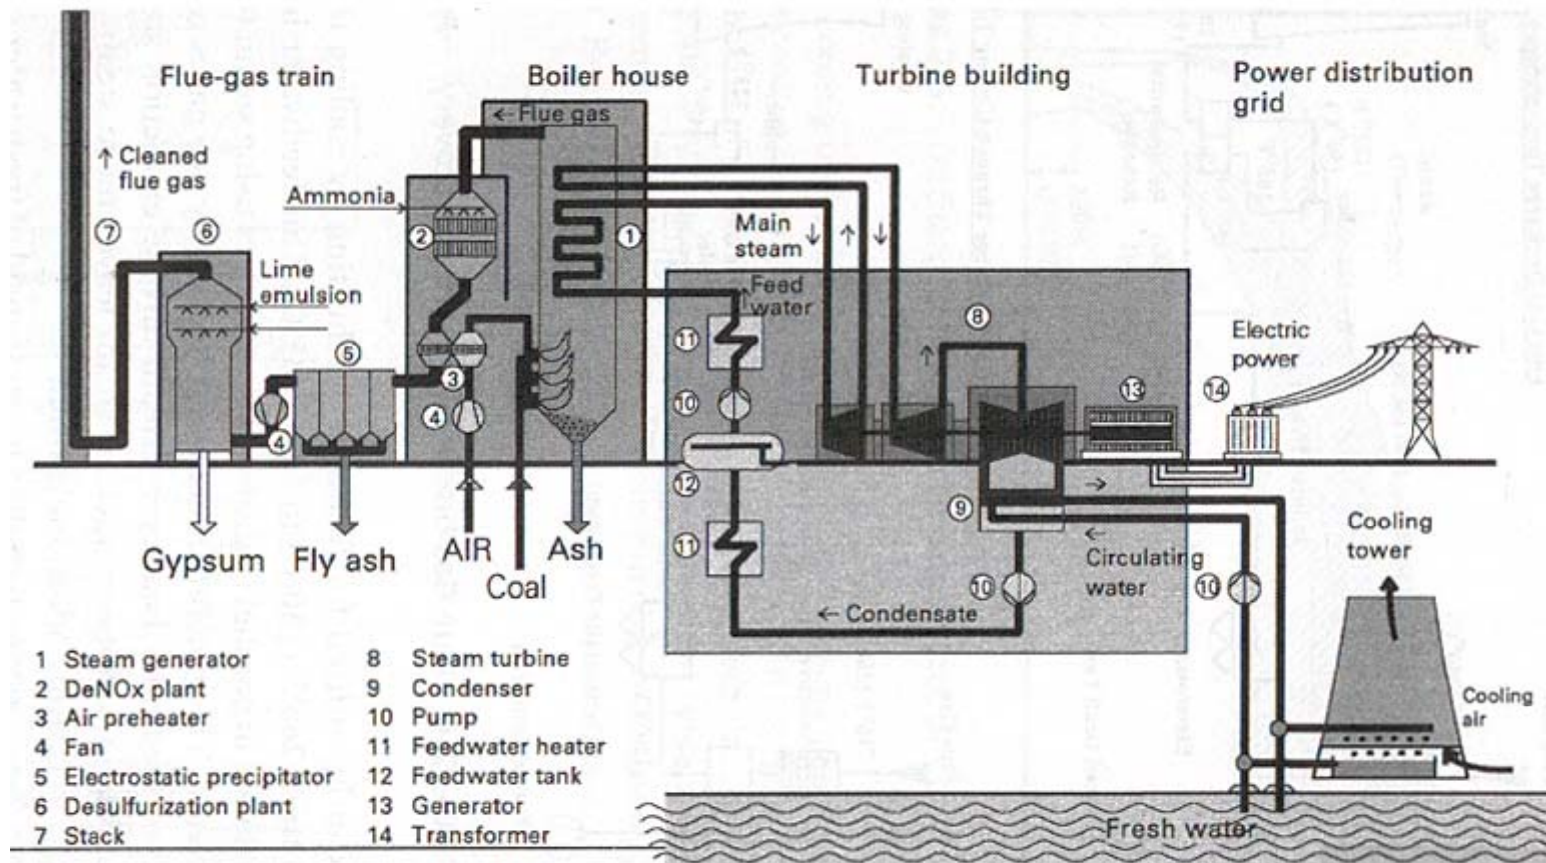 Flue-gas train
Boiler house
Turbine building
Power distribution
grid
← Flue gas
↑ Cleaned
flue gas
Ammonia
7
6
2
1
Main
steam
Lime
emulsion
Feed
water
8
11
Electric
power
5
3
13
14
4
10
4
12
9
Gypsum
Fly ash
AIR
Ash
Coal
11
10
Circulating
water
10
Cooling
tower
← Condensate
1 Steam generator
2 DeNOx plant
3 Air preheater
4 Fan
5 Electrostatic precipitator
6 Desulfurization plant
7 Stack
8 Steam turbine
9 Condenser
10 Pump
11 Feedwater heater
12 Feedwater tank
13 Generator
14 Transformer
Cooling
air
Fresh water